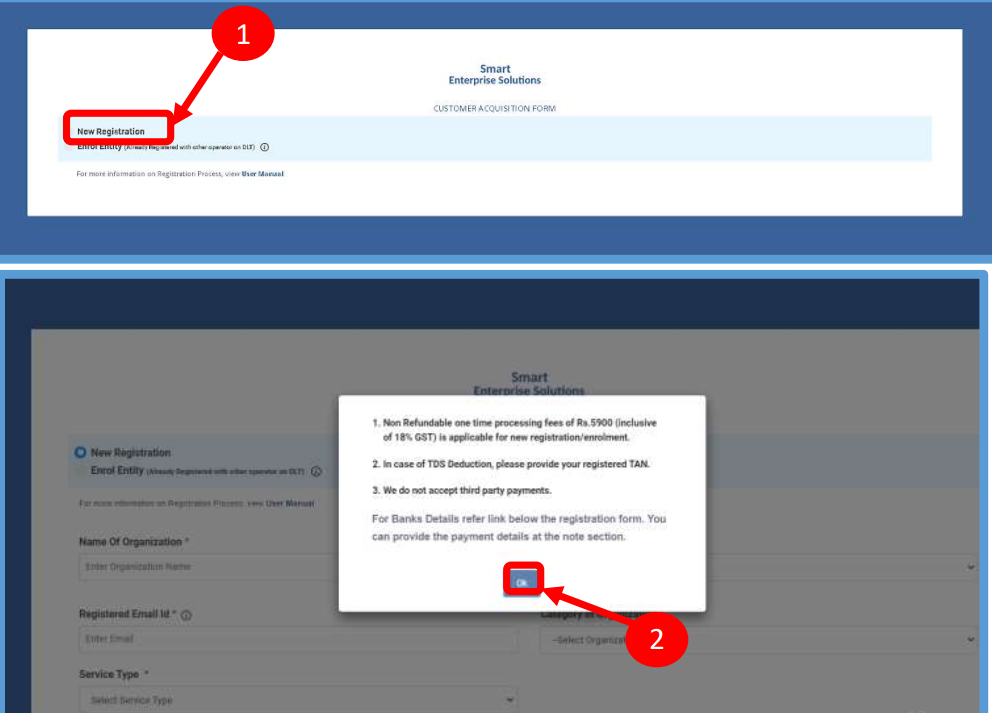 1
Smart
Enterprise Solutions
CUSTOMER ACQUISITION FORM
New Registration
Enrol Entity (Already Registered with other operator on DLT)
For more information on Registration Process, view User Manual
Smart
Enterprise Solutions
1. Non Refundable one time processing fees of Rs.5900 (inclusive
of 18% GST) is applicable for new registration/enrolment.
2. In case of TDS Deduction, please provide your registered TAN.
3. We do not accept third party payments.
For Banks Details refer link below the registration form. You
can provide the payment details at the note section.
Ok
New Registration
Enrol Entity (Already Registered with other operator on DLT)
For more information on Registration Process, view User Manual
Name Of Organization *
Enter Organization Name
Registered Email Id *
Category of
Enter Email
--Select
2
Service Type *
Select Service Type